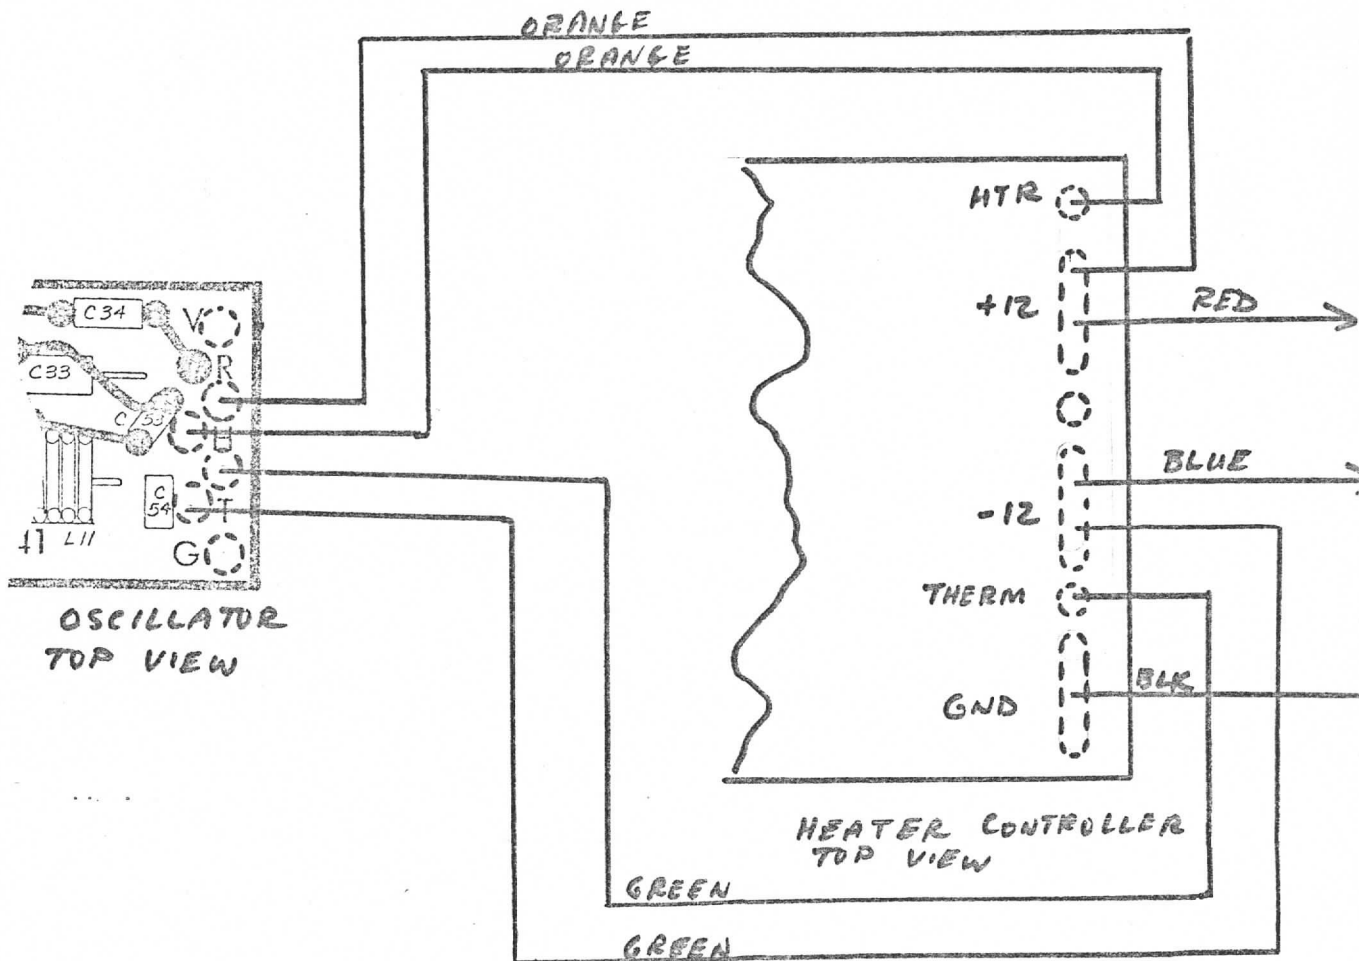 ORANGE
ORANGE
HTR
+12
RED
BLUE
-12
THERM
GND
BLK
C34
V
R
C33
C
53
H
C
54
T
L11
G
OSCILLATOR
TOP VIEW
HEATER CONTROLLER
TOP VIEW
GREEN
GREEN